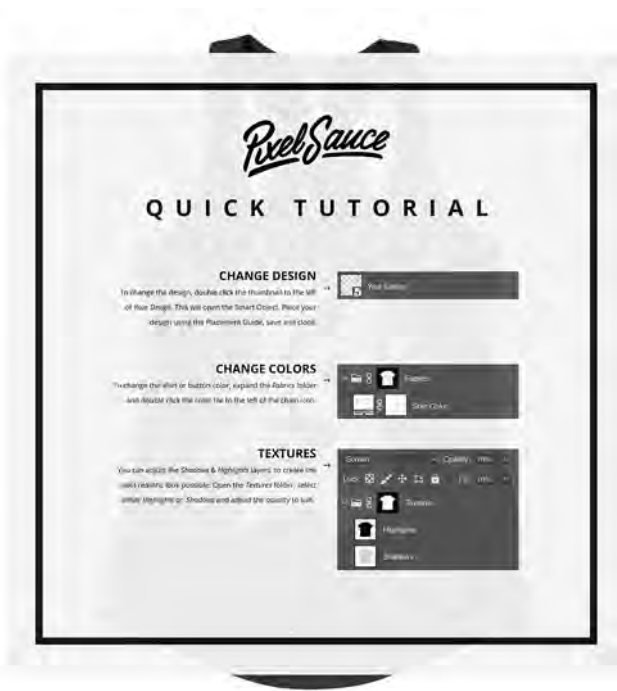 PixelSauce
QUICK TUTORIAL
CHANGE DESIGN
To change the design, double click the thumbnail to the left
of Your Design. This will open the Smart Object. Place your
design using the Placement Guide, save and close.
Your Design
CHANGE COLORS
To change the shirt or button color, expand the Fabrics folder
and double click the color tile to the left of the chain icon.
Fabrics
Shirt Color
TEXTURES
You can adjust the Shadows & Highlights layers, to create the
most realistic look possible. Open the Textures folder, select
either Highlights or Shadows and adjust the opacity to suit.
Screen
Opacity:
Lock:
Textures
Highlights
Shadows